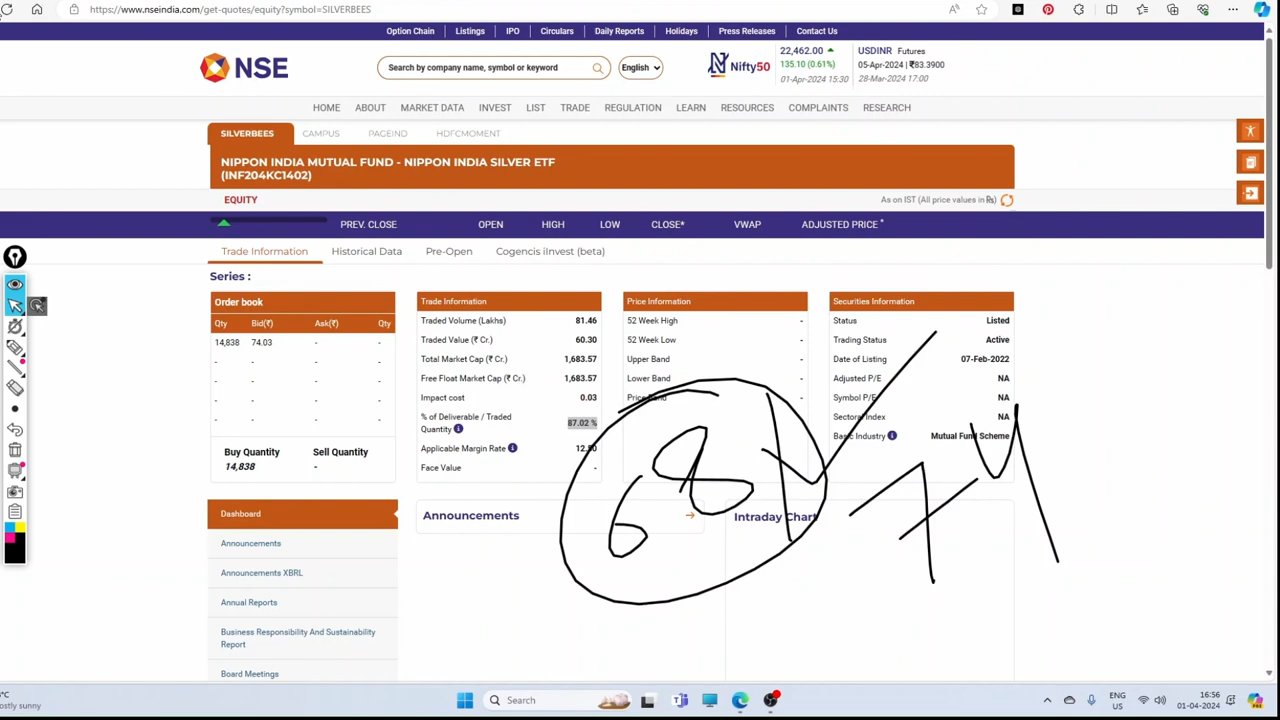 https://www.nseindia.com/get-quotes/equity?symbol=SILVERBEES
Option Chain Listings IPO Circulars Daily Reports Holidays Press Releases Contact Us
NSE
Search by company name, symbol or keyword
English
Nifty50
22,462.00
135.10 (0.61%)
01-Apr-2024 15:30
USDINR Futures
05-Apr-2024 | ₹83.3900
28-Mar-2024 17:00
HOME ABOUT MARKET DATA INVEST LIST TRADE REGULATION LEARN RESOURCES COMPLAINTS RESEARCH
SILVERBEES CAMPUS PAGEIND HDFCMOMENT
NIPPON INDIA MUTUAL FUND - NIPPON INDIA SILVER ETF
(INF204KC1402)
EQUITY
As on IST (All price values in ₨)
PREV. CLOSE OPEN HIGH LOW CLOSE* VWAP ADJUSTED PRICE *
Trade Information Historical Data Pre-Open Cogencis iInvest (beta)
Series :
Order book
Qty Bid(₹) Ask(₹) Qty
14,838 74.03 - -
- - - -
- - - -
- - - -
- - - -
Buy Quantity Sell Quantity
14,838 -
Trade Information
Traded Volume (Lakhs) 81.46
Traded Value (₹ Cr.) 60.30
Total Market Cap (₹ Cr.) 1,683.57
Free Float Market Cap (₹ Cr.) 1,683.57
Impact cost 0.03
% of Deliverable / Traded
Quantity 87.02 %
Applicable Margin Rate 12.50
Face Value -
Price Information
52 Week High -
52 Week Low -
Upper Band -
Lower Band -
Price Band -
Securities Information
Status Listed
Trading Status Active
Date of Listing 07-Feb-2022
Adjusted P/E NA
Symbol P/E NA
Sectoral Index NA
Basic Industry Mutual Fund Scheme
Dashboard
Announcements
Announcements XBRL
Annual Reports
Business Responsibility And Sustainability
Report
Board Meetings
Announcements
Intraday Chart
68
74
Search
ENG
US
16:56
01-04-2024